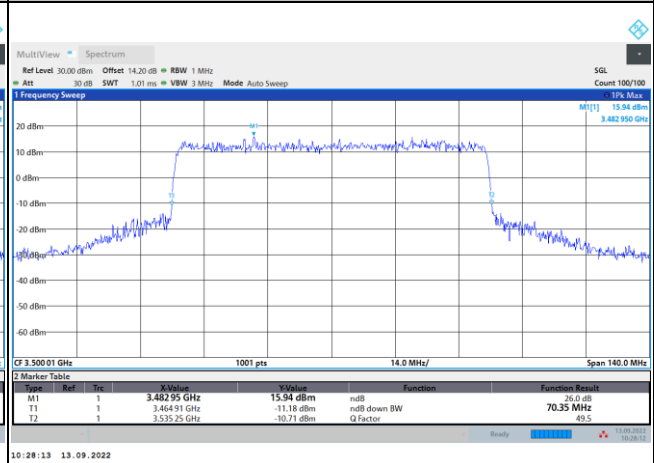 MultiView Spectrum
Ref Level 30.00 dBm Offset 14.20 dB RBW 1 MHz SGL
Att 30 dB SWT 1.01 ms VBW 3 MHz Mode Auto Sweep Count 100/100
1 Frequency Sweep 1Pk Max
M1[1] 15.94 dBm
3.482 950 GHz
20 dBm
M1
10 dBm
0 dBm
T1
T2
-10 dBm
-20 dBm
-40 dBm
-50 dBm
-60 dBm
CF 3.500 01 GHz 1001 pts 14.0 MHz/ Span 140.0 MHz
2 Marker Table
Type Ref Trc X-Value Y-Value Function Function Result
M1 1 3.482 95 GHz 15.94 dBm ndB 26.0 dB
T1 1 3.464 91 GHz -11.18 dBm ndB down BW 70.35 MHz
T2 1 3.535 25 GHz -10.71 dBm Q Factor 49.5
Ready 13.09.2022
10:28:12
10:28:13 13.09.2022